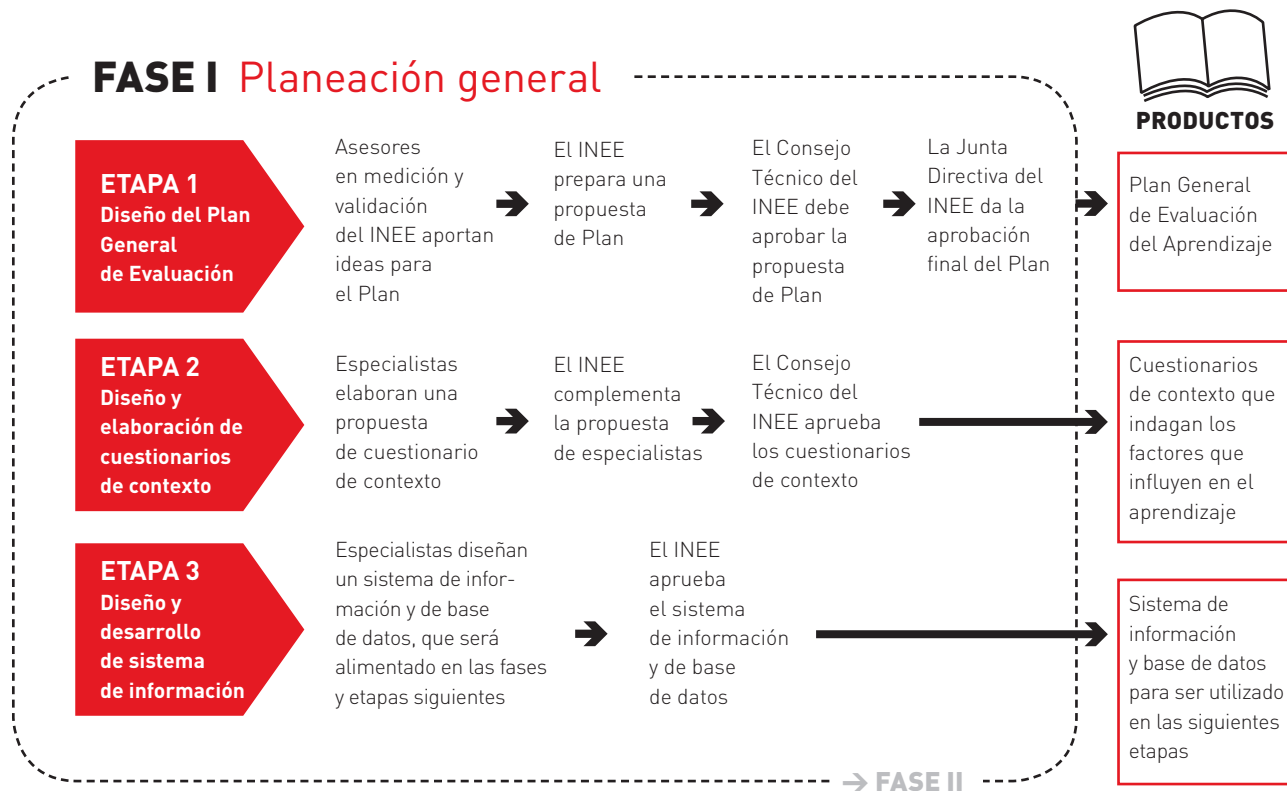 FASE I Planeación general
PRODUCTOS
ETAPA 1
Diseño del Plan
General
de Evaluación
Asesores
en medición y
validación
del INEE aportan
ideas para
el Plan
El INEE
prepara una
propuesta
de Plan
El Consejo
Técnico del
INEE debe
aprobar la
propuesta
de Plan
La Junta
Directiva del
INEE da la
aprobación
final del Plan
Plan General
de Evaluación
del Aprendizaje
ETAPA 2
Diseño y
elaboración de
cuestionarios
de contexto
Especialistas
elaboran una
propuesta
de cuestionario
de contexto
El INEE
complementa
la propuesta
de especialistas
El Consejo
Técnico del
INEE aprueba
los cuestionarios
de contexto
Cuestionarios
de contexto que
indagan los
factores que
influyen en el
aprendizaje
ETAPA 3
Diseño y
desarrollo
de sistema
de información
Especialistas diseñan
un sistema de infor-
mación y de base
de datos, que será
alimentado en las fases
y etapas siguientes
El INEE
aprueba
el sistema
de información
y de base
de datos
Sistema de
información
y base de datos
para ser utilizado
en las siguientes
etapas
→ FASE II